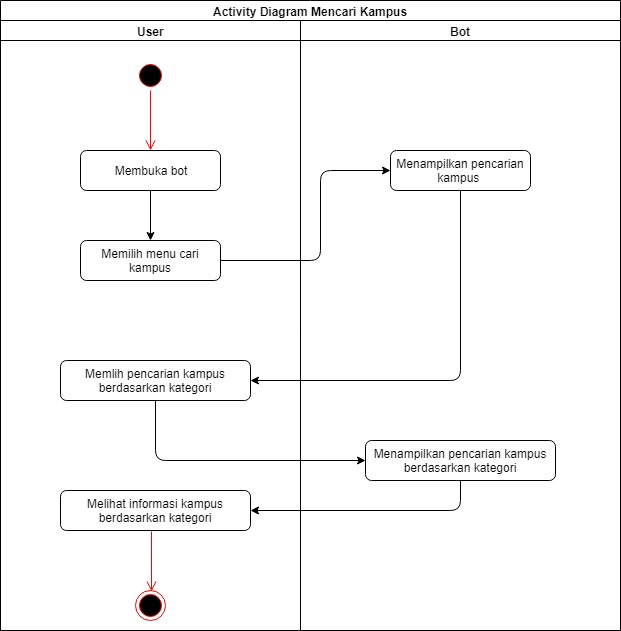 Activity Diagram Mencari Kampus
User
Bot
Membuka bot
Menampilkan pencarian
kampus
Memilih menu cari
kampus
Memlih pencarian kampus
berdasarkan kategori
Menampilkan pencarian kampus
berdasarkan kategori
Melihat informasi kampus
berdasarkan kategori